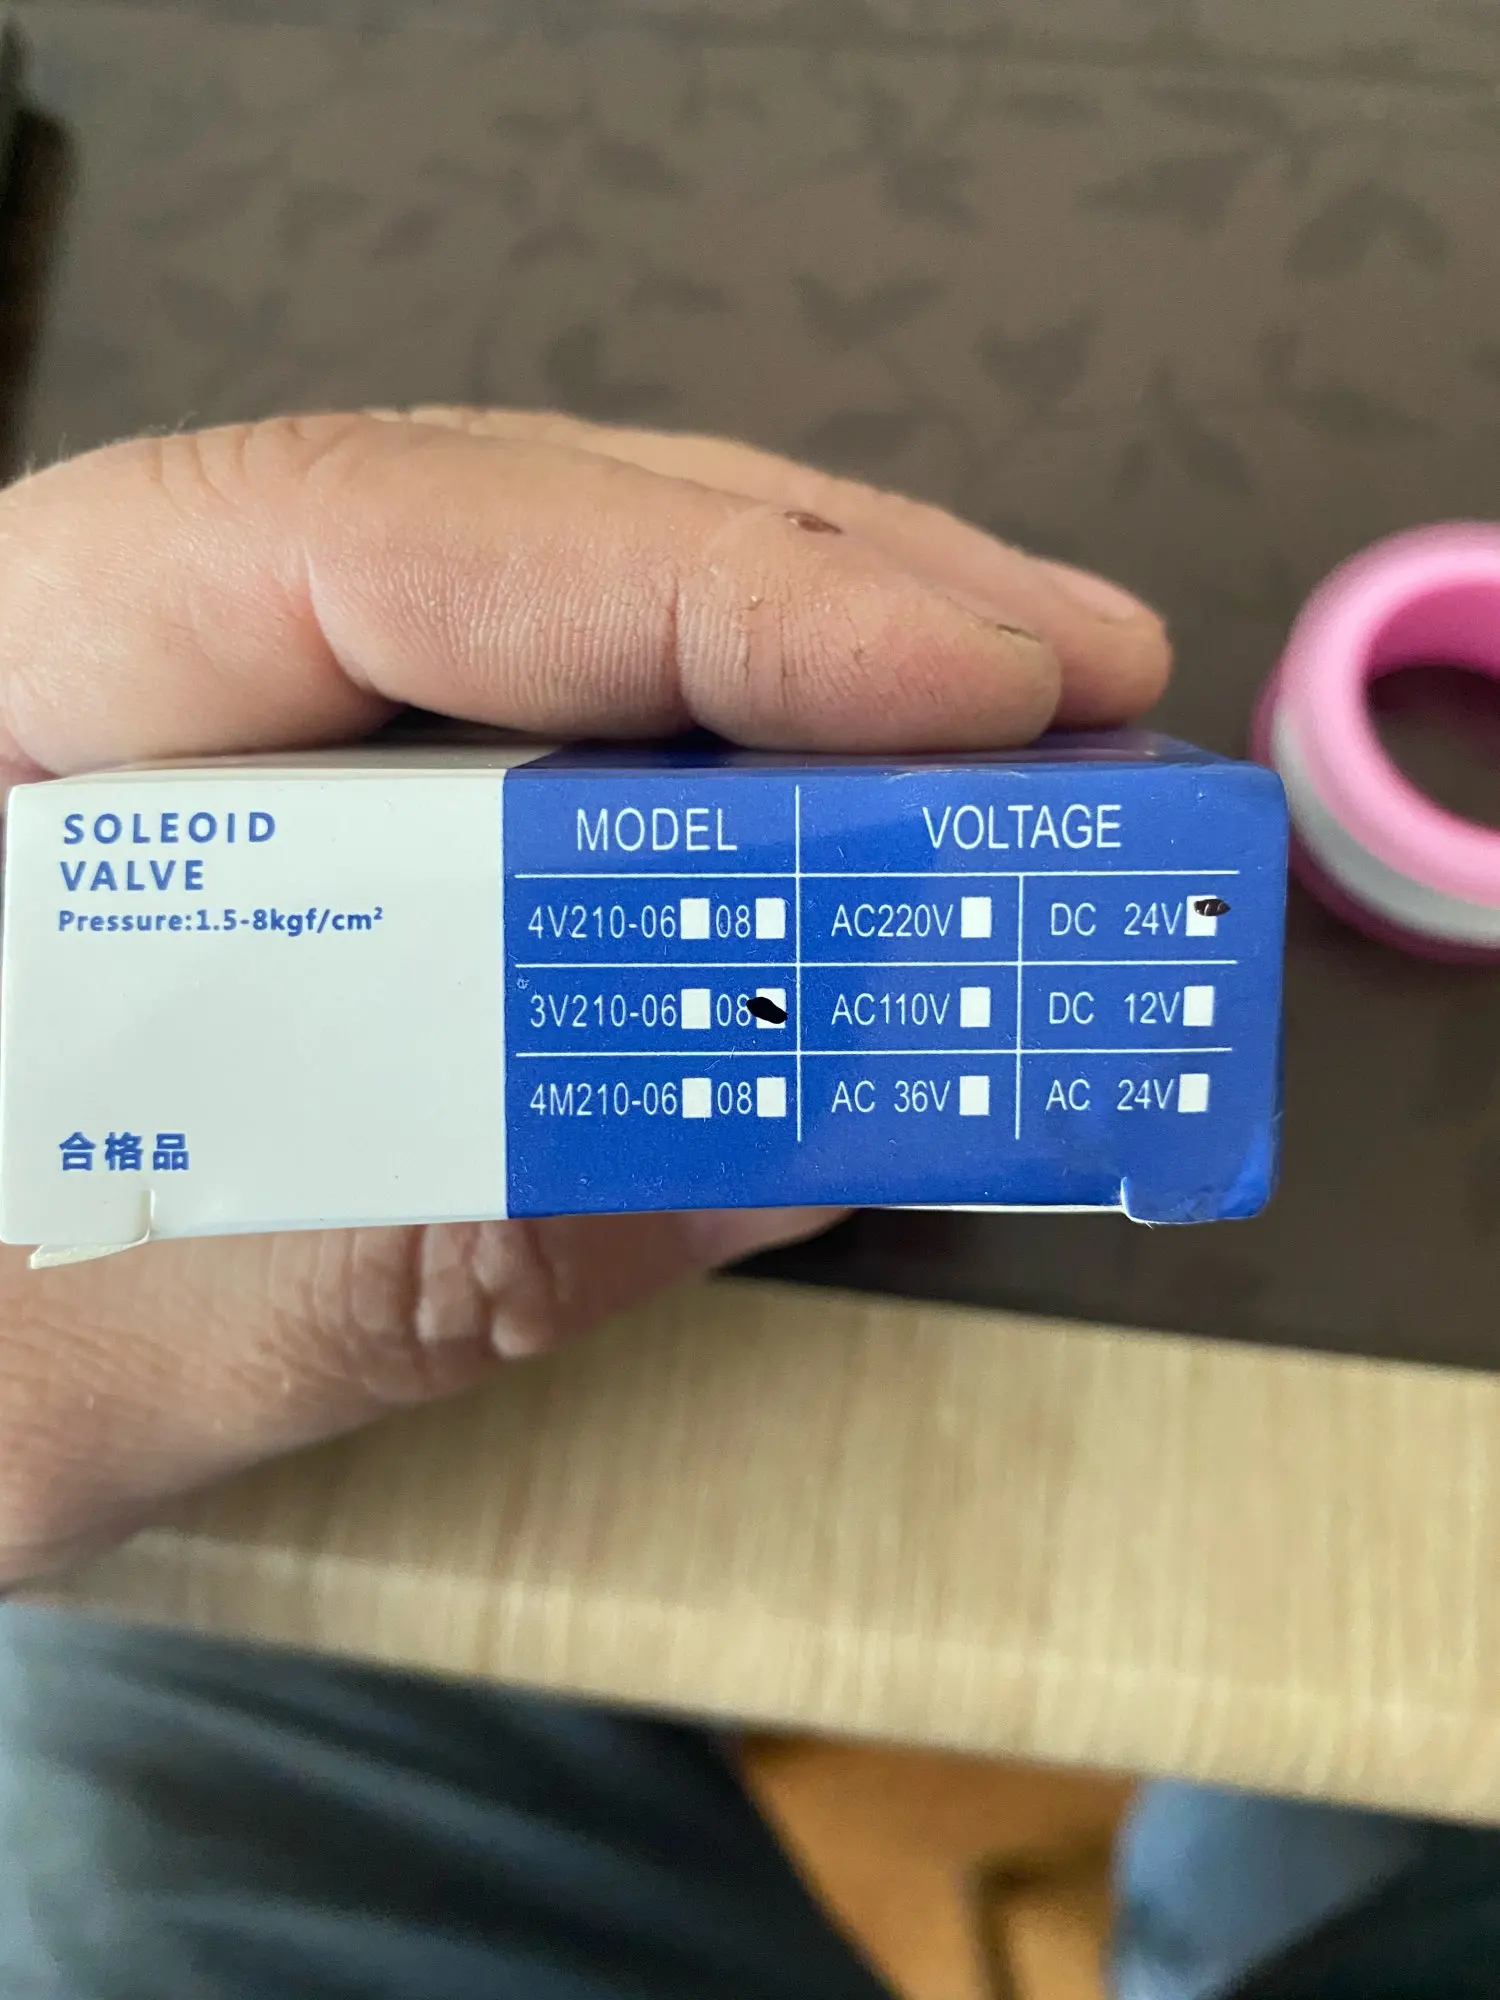 SOLEOID
VALVE
Pressure:1.5-8kgf/cm²
合格品
MODEL VOLTAGE
4V210-06 08 AC220V DC 24V
3V210-06 08 AC110V DC 12V
4M210-06 08 AC 36V AC 24V